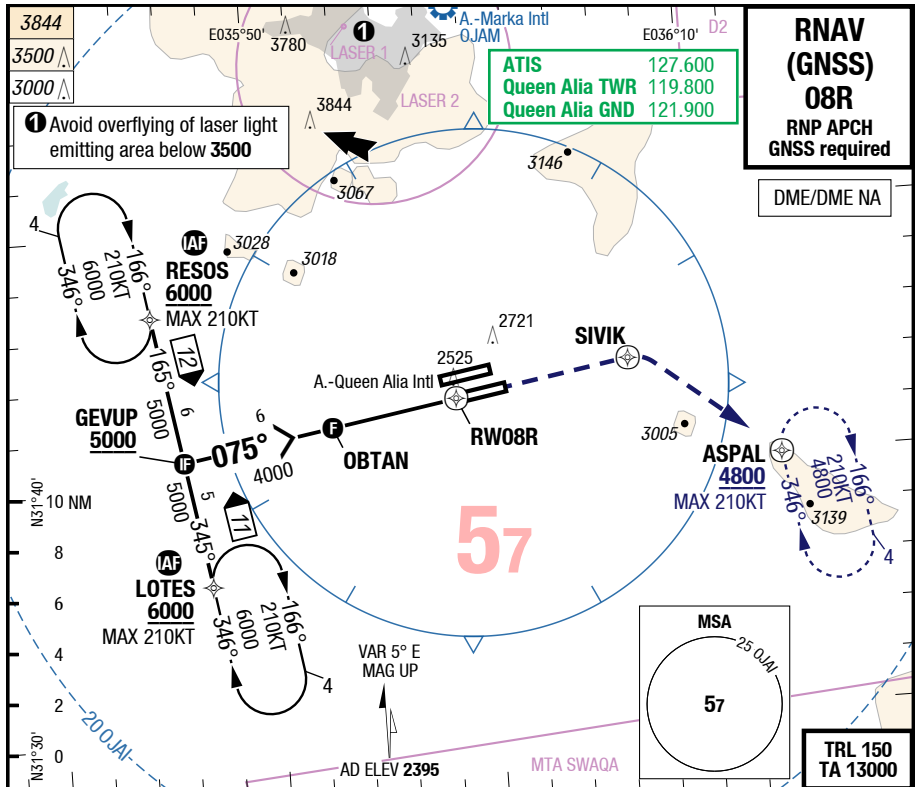 3844
3500
3000
E035°50'
3780
LASER 1
1
3135
A.-Marka Intl
OJAM
E036°10'
D2
ATIS 127.600
Queen Alia TWR 119.800
Queen Alia GND 121.900
RNAV
(GNSS)
08R
RNP APCH
GNSS required
DME/DME NA
1 Avoid overflying of laser light
emitting area below 3500
3844
LASER 2
3067
3146
4
346°
6000
210KT
166°
IAF
RESOS
6000
MAX 210KT
3028
3018
2721
2525
A.-Queen Alia Intl
SIVIK
12
165°
6
5000
GEVUP
5000
IF
075°
6
4000
F
OBTAN
RW08R
3005
ASPAL
4800
MAX 210KT
346°
4800
210KT
166°
3139
4
5000
5
345°
11
IAF
LOTES
6000
MAX 210KT
346°
6000
210KT
166°
4
57
N31°40'
10 NM
8
6
4
2
0
N31°30'
20 OJAI
VAR 5° E
MAG UP
AD ELEV 2395
MTA SWAQA
MSA
25 OJAI
57
TRL 150
TA 13000